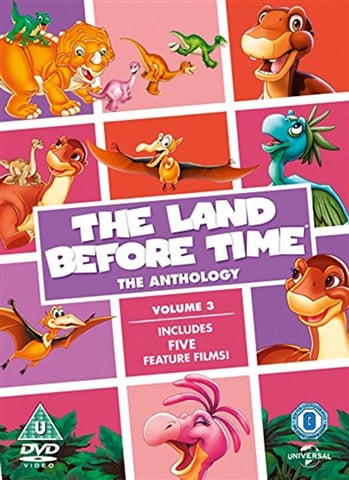 THE LAND
BEFORE TIME
THE ANTHOLOGY
VOLUME 3
INCLUDES
FIVE
FEATURE FILMS!
U
DVD
VIDEO
UNIVERSAL